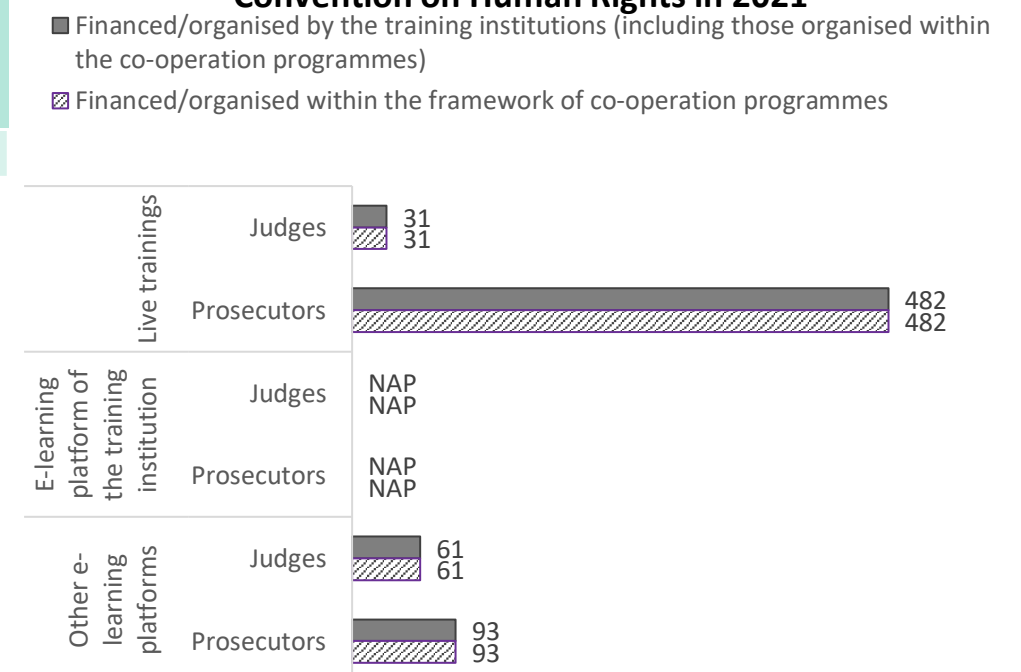 Convention on Human Rights in 2021
Financed/organised by the training institutions (including those organised within
the co-operation programmes)
Financed/organised within the framework of co-operation programmes
Live trainings
Judges
31
31
Prosecutors
482
482
E-learning
platform of
the training
institution
Judges
NAP
NAP
Prosecutors
NAP
NAP
Other e-
learning
platforms
Judges
61
61
Prosecutors
93
93